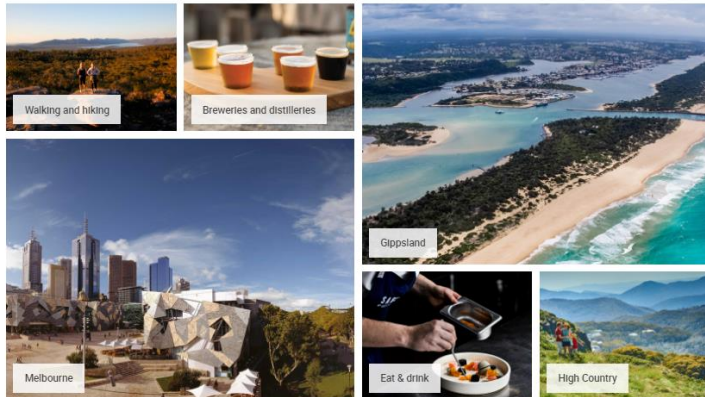 Walking and hiking
Breweries and distilleries
Gippsland
Melbourne
Eat & drink
High Country